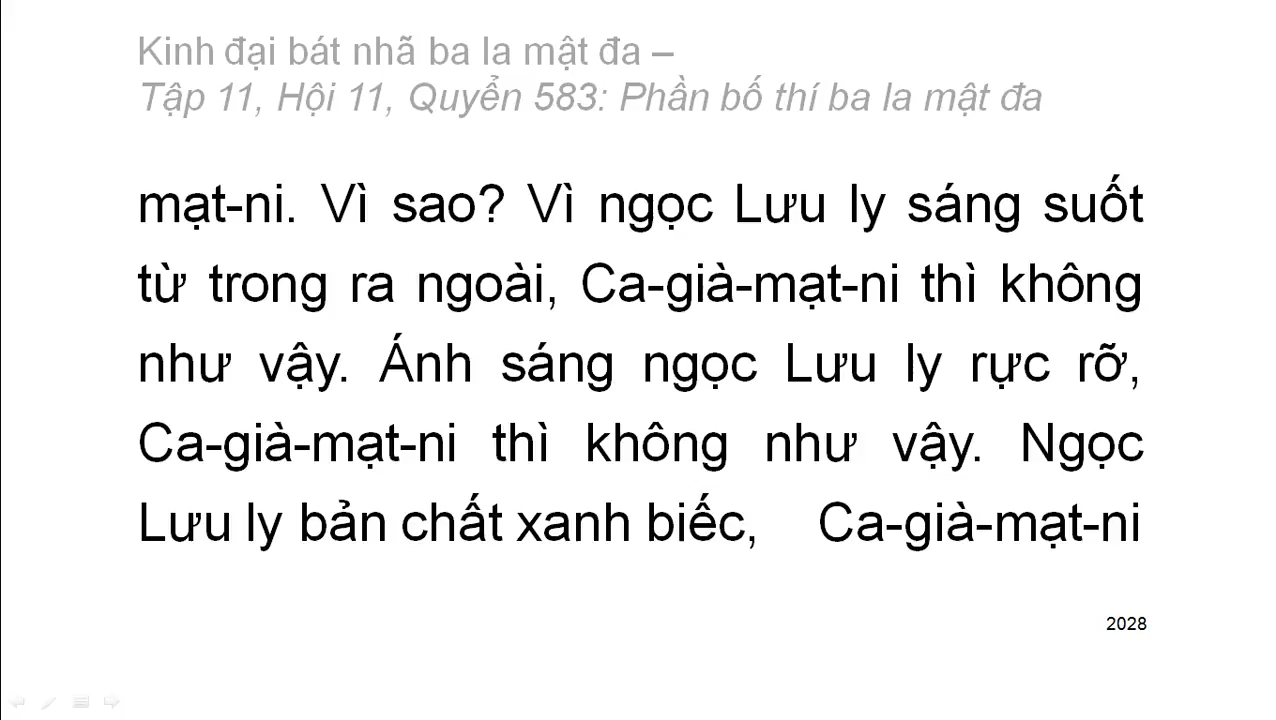 Kinh đại bát nhã ba la mật đa –
Tập 11, Hội 11, Quyển 583: Phần bố thí ba la mật đa
mạt-ni. Vì sao? Vì ngọc Lưu ly sáng suốt
từ trong ra ngoài, Ca-già-mạt-ni thì không
như vậy. Ánh sáng ngọc Lưu ly rực rỡ,
Ca-già-mạt-ni thì không như vậy. Ngọc
Lưu ly bản chất xanh biếc, Ca-già-mạt-ni
2028